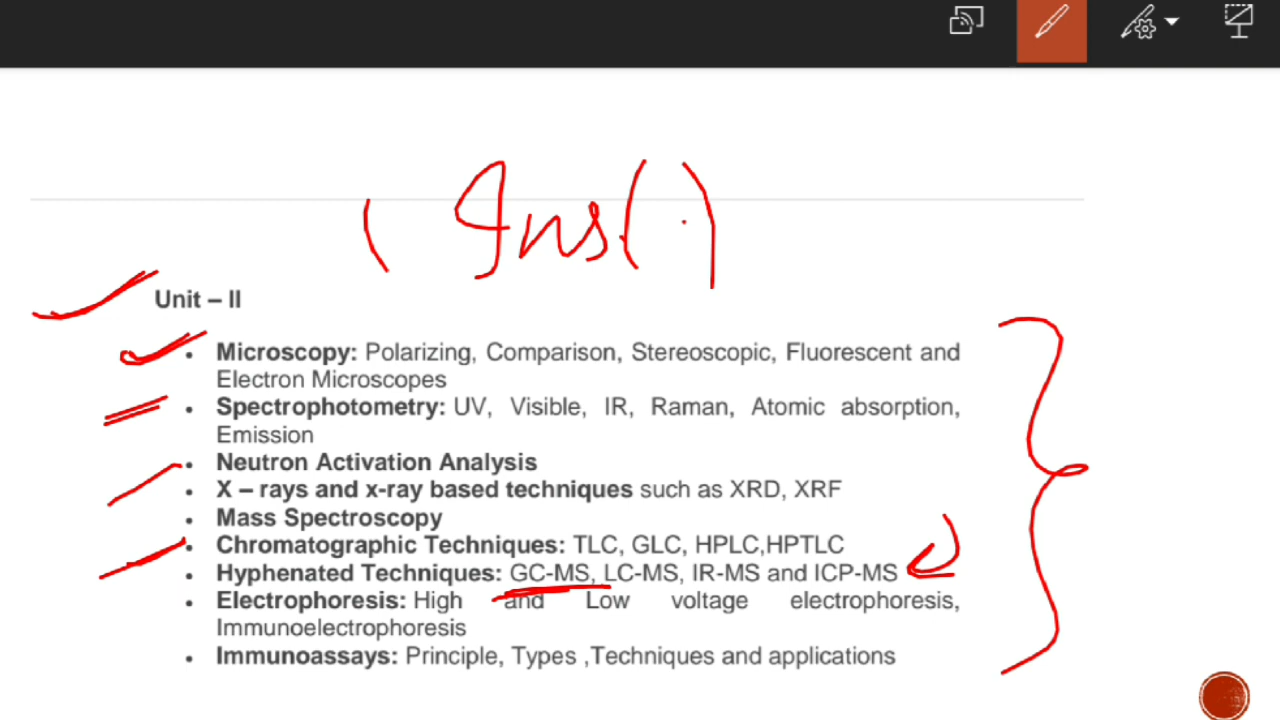 ( Ins( )
Unit – II
• Microscopy: Polarizing, Comparison, Stereoscopic, Fluorescent and
Electron Microscopes
• Spectrophotometry: UV, Visible, IR, Raman, Atomic absorption,
Emission
• Neutron Activation Analysis
• X – rays and x-ray based techniques such as XRD, XRF
• Mass Spectroscopy
• Chromatographic Techniques: TLC, GLC, HPLC,HPTLC
• Hyphenated Techniques: GC-MS, LC-MS, IR-MS and ICP-MS
• Electrophoresis: High and Low voltage electrophoresis,
Immunoelectrophoresis
• Immunoassays: Principle, Types ,Techniques and applications